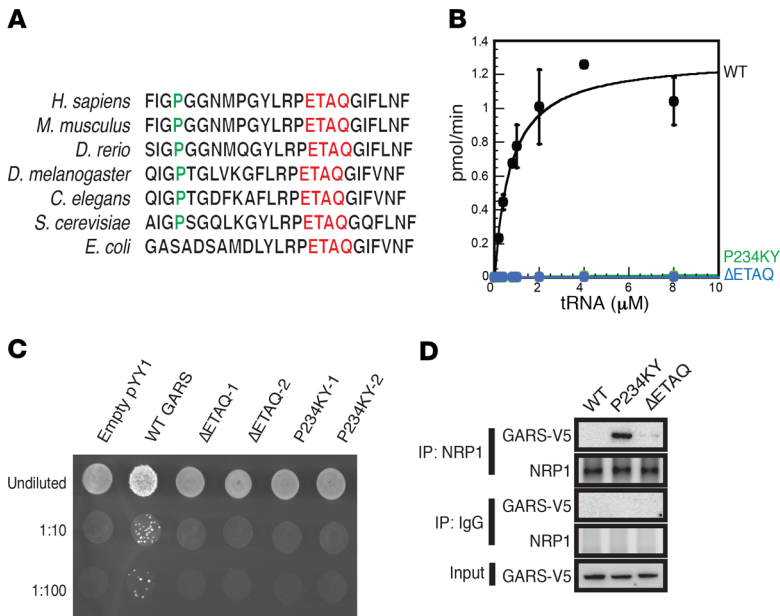 A
H. sapiens FIGPGGNMPGYLRPETAQGIFLNF
M. musculus FIGPGGNMPGYLRPETAQGIFLNF
D. rerio SIGPGGNMQGYLRPETAQGIFLNF
D. melanogaster QIGPTGLVKGFLRPETAQGIFVNF
C. elegans QIGPTGDFKAFLRPETAQGIFVNF
S. cerevisiae AIGPSGQLKGYLRPETAQGQFLNF
E. coli GASADSAMDLYLRPETAQGIFVNF
B
pmol/min
1.4
1.2
1
0.8
0.6
0.4
0.2
0
0 2 4 6 8 10
tRNA (μM)
WT
P234KY
ΔETAQ
C
Empty pYY1
WT GARS
ΔETAQ-1
ΔETAQ-2
P234KY-1
P234KY-2
Undiluted
1:10
1:100
D
WT P234KY ΔETAQ
IP: NRP1
GARS-V5
NRP1
IP: IgG
GARS-V5
NRP1
Input GARS-V5